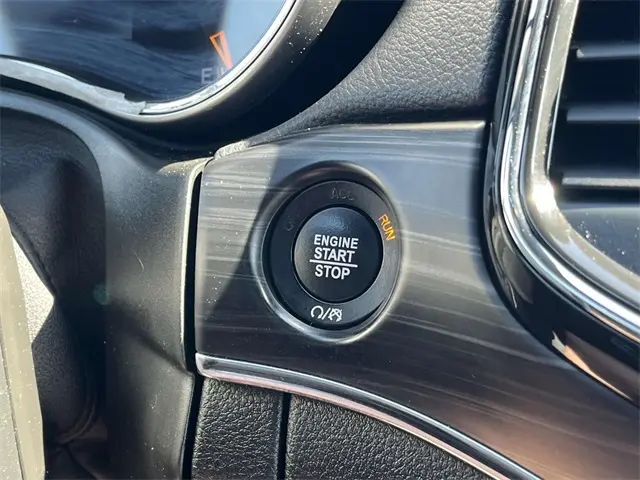 E
ACC
RUN
ENGINE
START
STOP